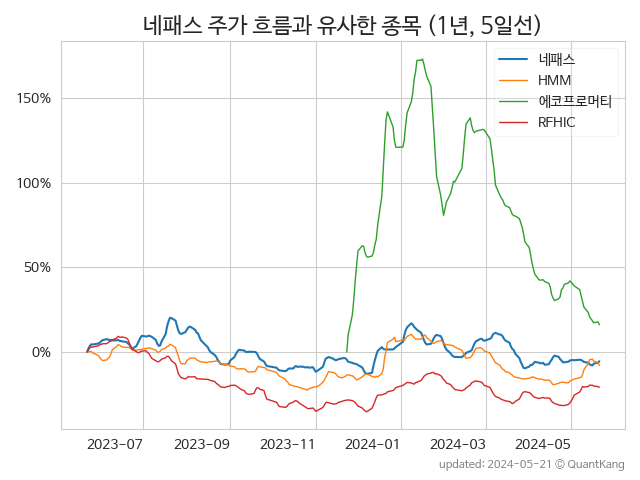 네패스 주가 흐름과 유사한 종목 (1년, 5일선)
네패스
HMM
에코프로머티
RFHIC
150%
100%
50%
0%
2023-07 2023-09 2023-11 2024-01 2024-03 2024-05
updated: 2024-05-21 © QuantKang